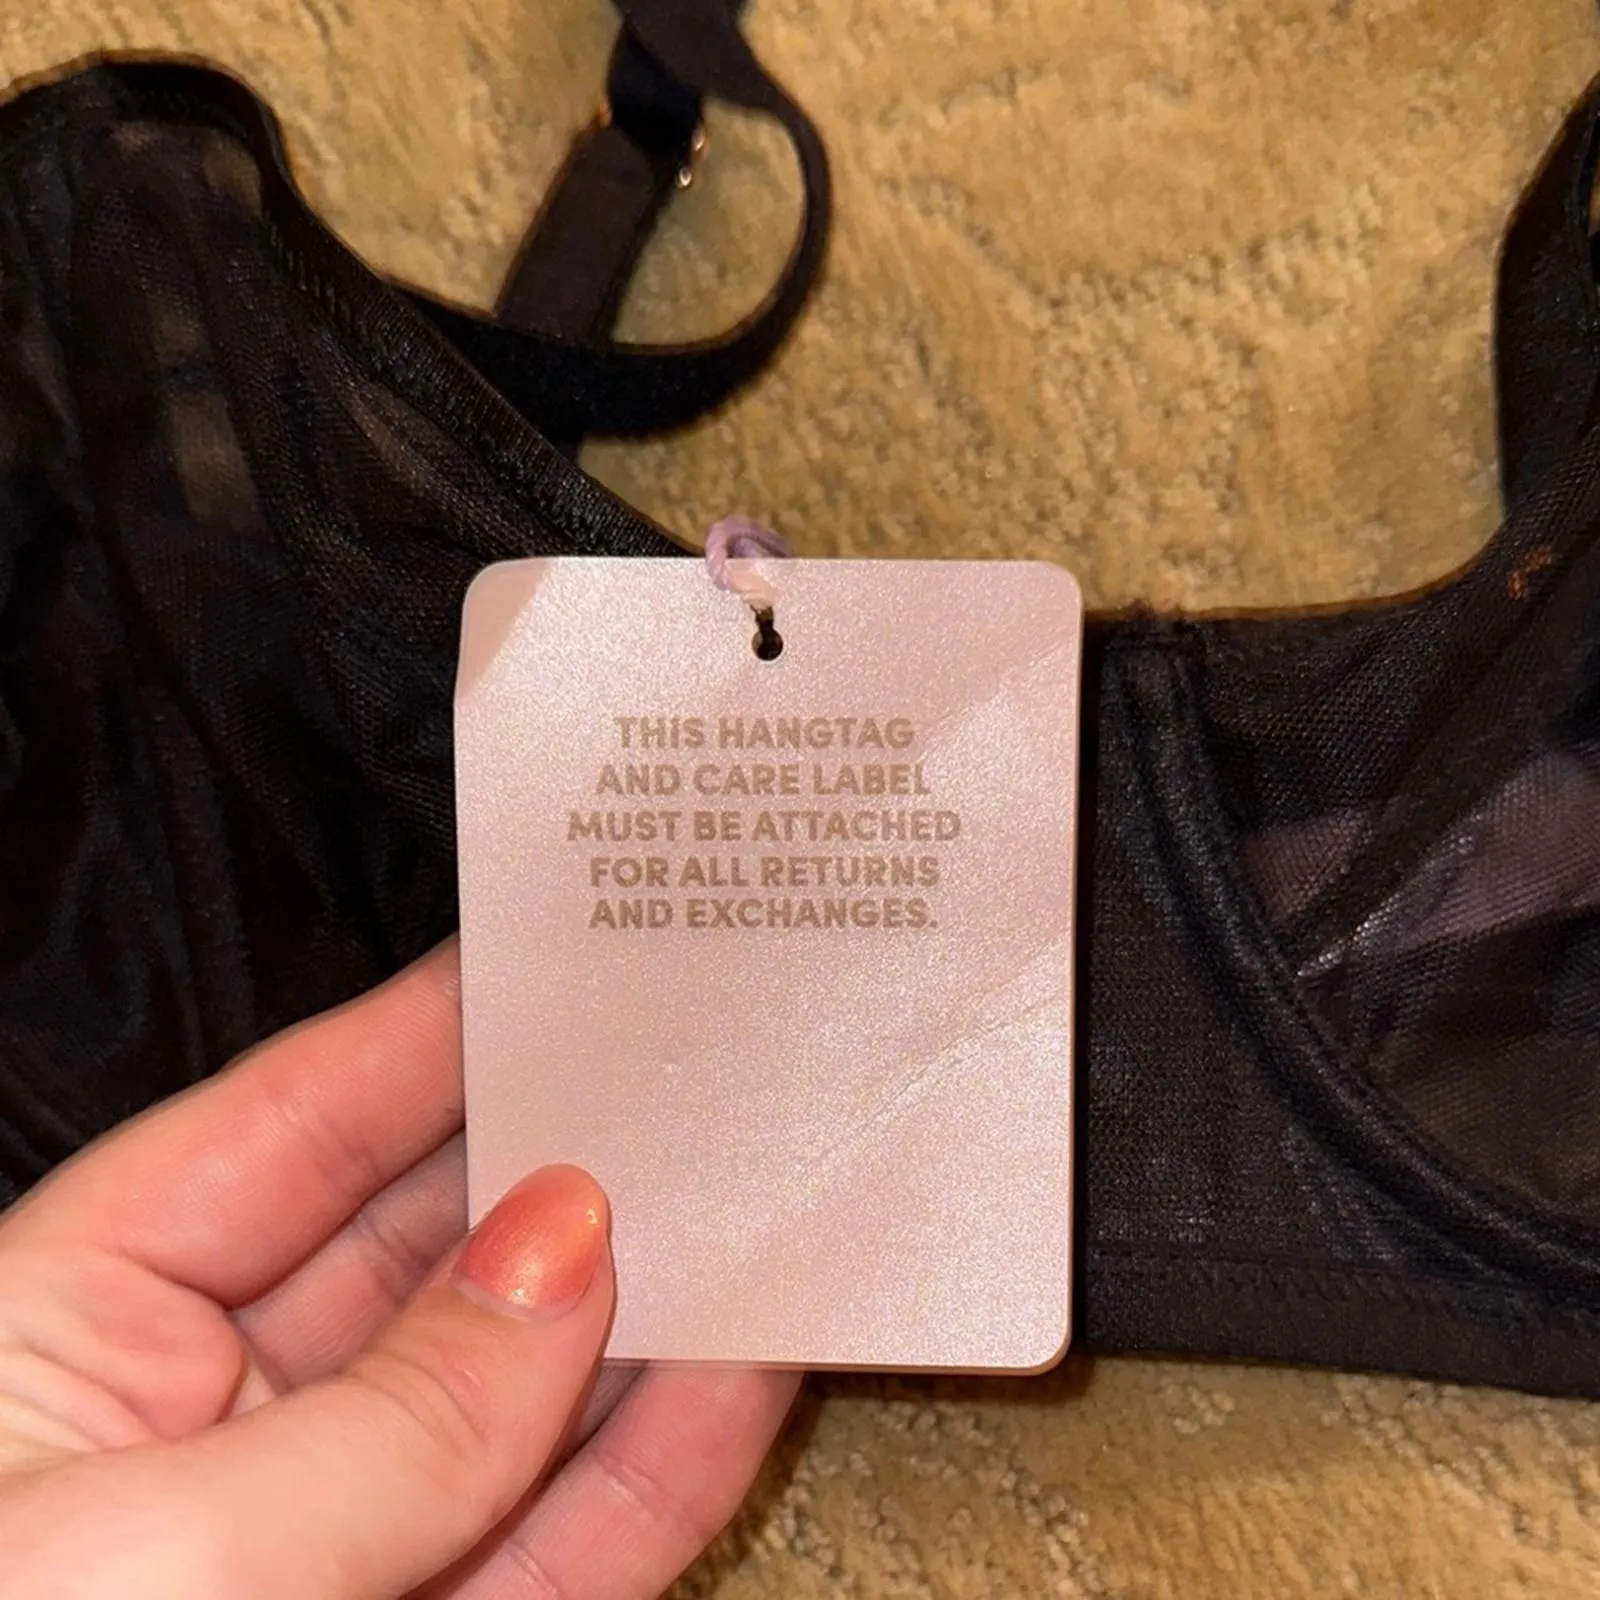 THIS HANGTAG
AND CARE LABEL
MUST BE ATTACHED
FOR ALL RETURNS
AND EXCHANGES.